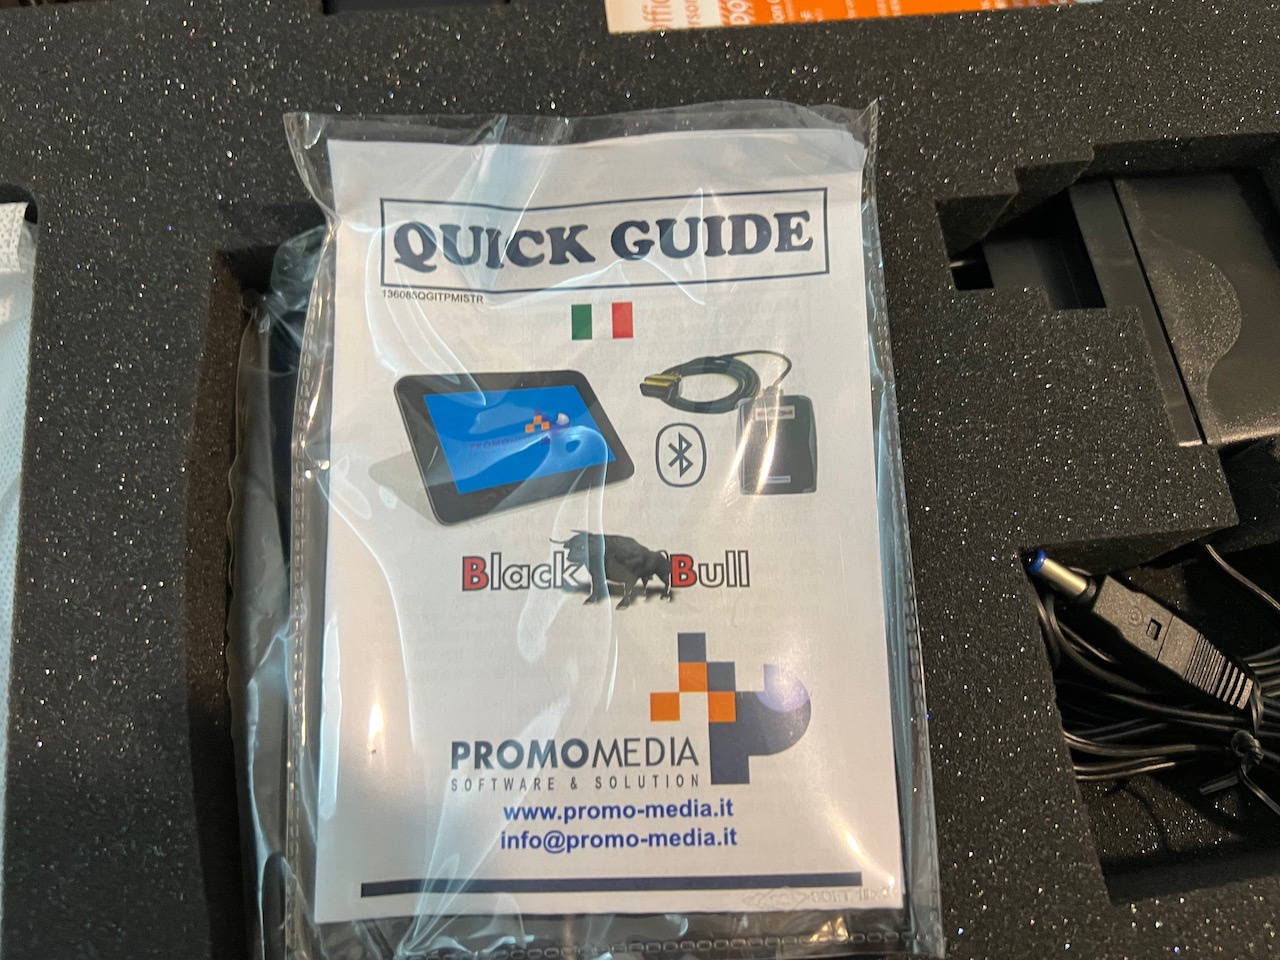 QUICK GUIDE
136085QGITPMISTR
Black Bull
PROMOMEDIA
SOFTWARE & SOLUTION
www.promo-media.it
info@promo-media.it